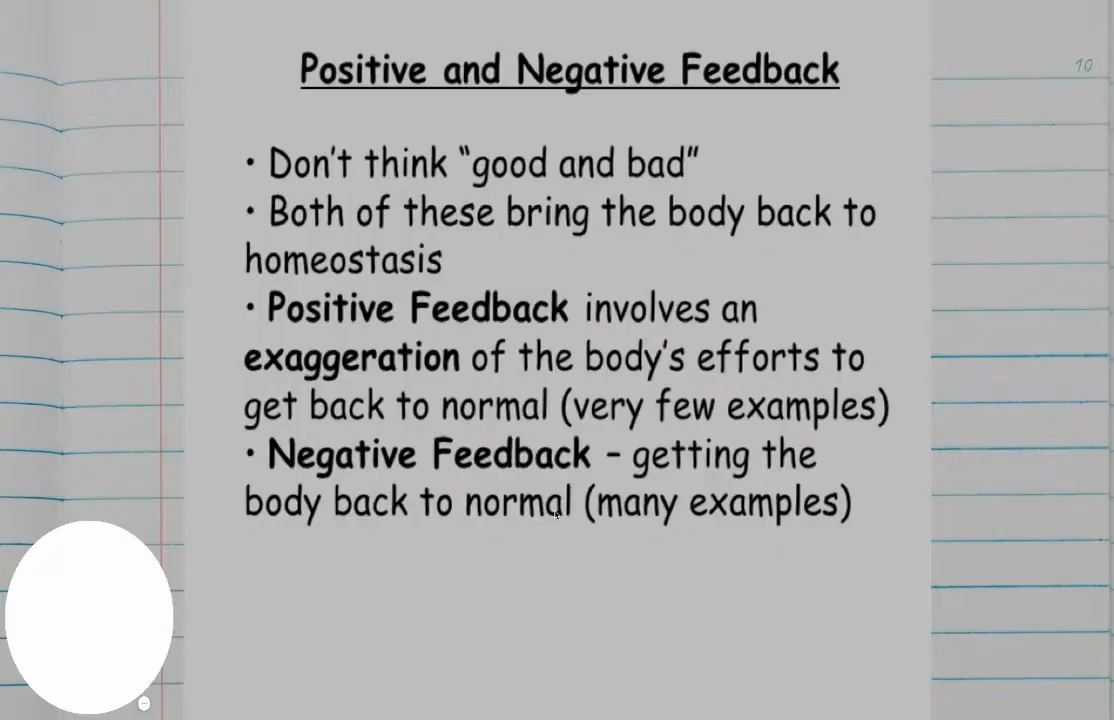 Positive and Negative Feedback
10
• Don't think “good and bad”
• Both of these bring the body back to
homeostasis
• Positive Feedback involves an
exaggeration of the body's efforts to
get back to normal (very few examples)
• Negative Feedback – getting the
body back to normal (many examples)